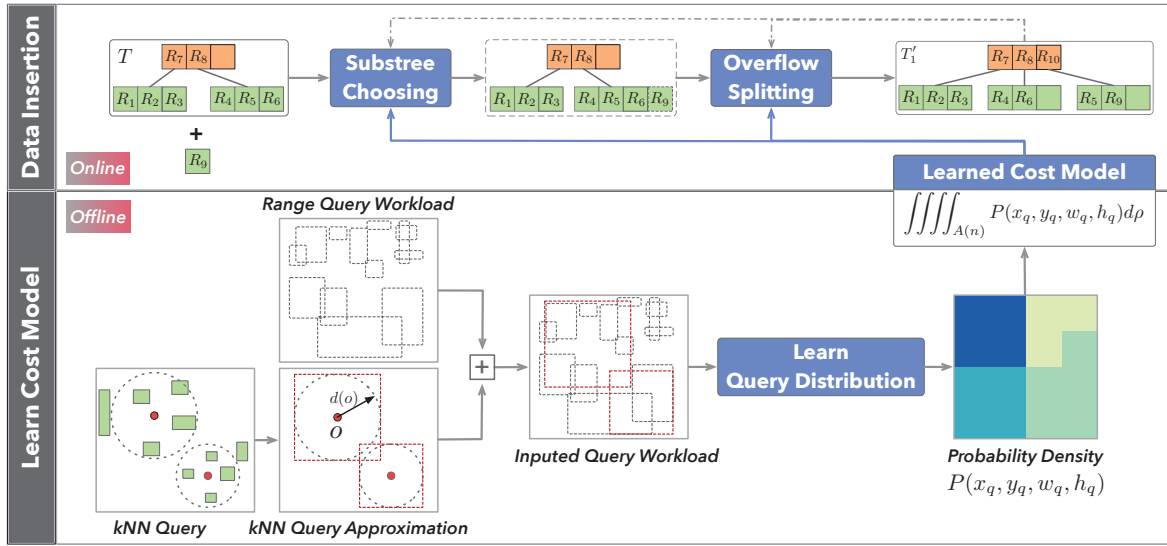 Data Insertion
T
R7 R8
R1 R2 R3
R4 R5 R6
+
R9
Online
Substree
Choosing
R7 R8
R1 R2 R3
R4 R5 R6 R9
Overflow
Splitting
T′1
R7 R8 R10
R1 R2 R3
R4 R6
R5 R9
Learned Cost Model
∫∫∫∫A(n) P(xq, yq, wq, hq)dρ
Learn Cost Model
Offline
Range Query Workload
kNN Query
d(o)
O
kNN Query Approximation
+
Inputed Query Workload
Learn
Query Distribution
Probability Density
P(xq, yq, wq, hq)